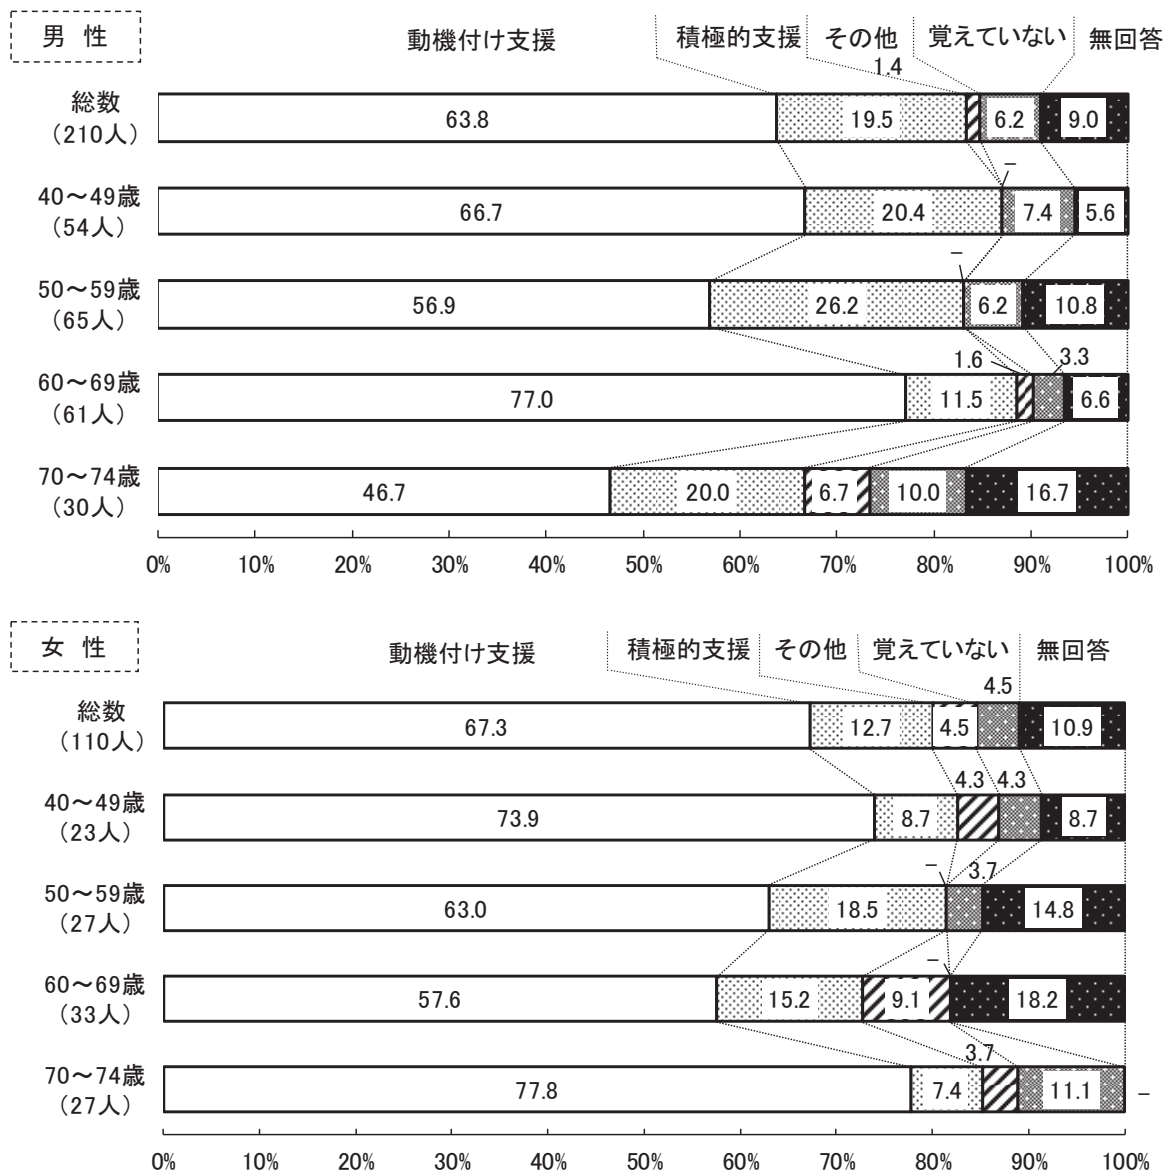 男 性
動機付け支援 積極的支援 その他 覚えていない 無回答
1.4
総数
（210人）
63.8 19.5 6.2 9.0
－
40～49歳
（54人）
66.7 20.4 7.4 5.6
－
50～59歳
（65人）
56.9 26.2 6.2 10.8
1.6 3.3
60～69歳
（61人）
77.0 11.5 6.6
70～74歳
（30人）
46.7 20.0 6.7 10.0 16.7
0% 10% 20% 30% 40% 50% 60% 70% 80% 90% 100%
女 性
動機付け支援 積極的支援 その他 覚えていない 無回答
4.5
総数
（110人）
67.3 12.7 4.5 10.9
4.3 4.3
40～49歳
（23人）
73.9 8.7 8.7
－ 3.7
50～59歳
（27人）
63.0 18.5 14.8
－
60～69歳
（33人）
57.6 15.2 9.1 18.2
3.7
70～74歳
（27人）
77.8 7.4 11.1 －
0% 10% 20% 30% 40% 50% 60% 70% 80% 90% 100%